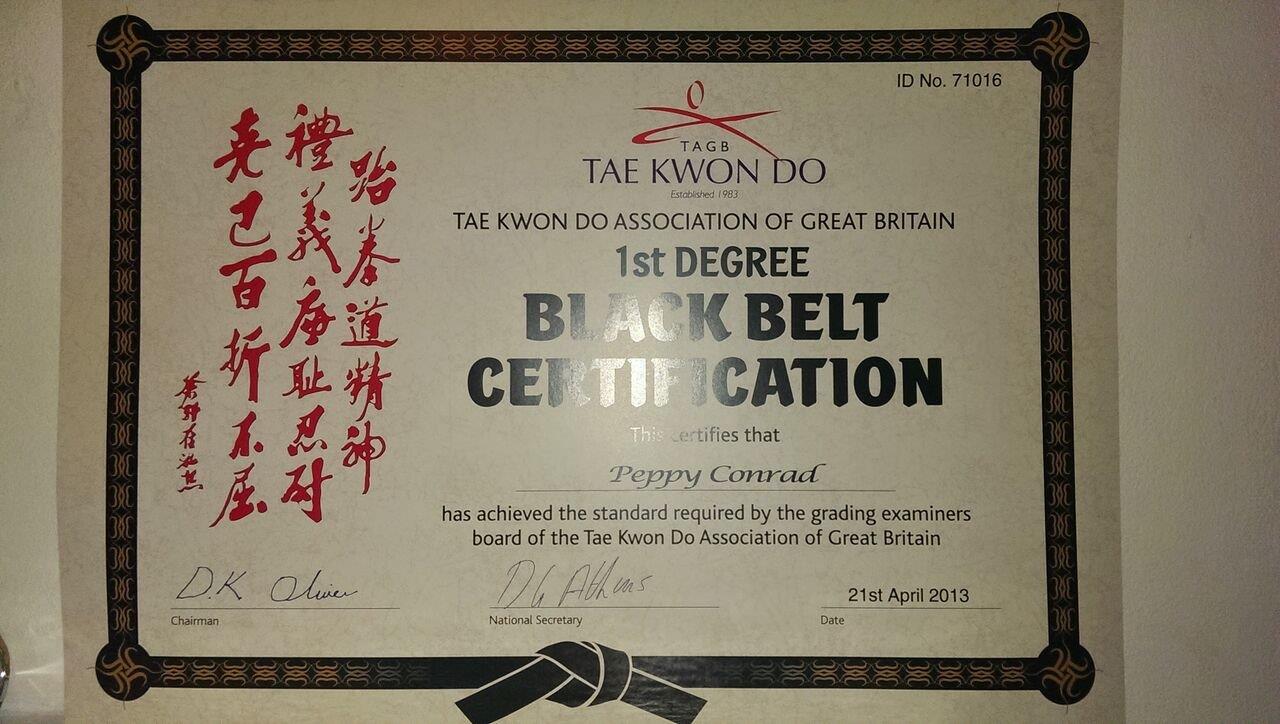 ID No. 71016
跆拳道精神
禮義廉恥忍耐
克己百折不屈
TAGB
TAE KWON DO
Established 1983
TAE KWON DO ASSOCIATION OF GREAT BRITAIN
1st DEGREE
BLACK BELT
CERTIFICATION
This certifies that
Peppy Conrad
has achieved the standard required by the grading examiners
board of the Tae Kwon Do Association of Great Britain
D.K Oliver
DG Atkins
21st April 2013
Chairman
National Secretary
Date